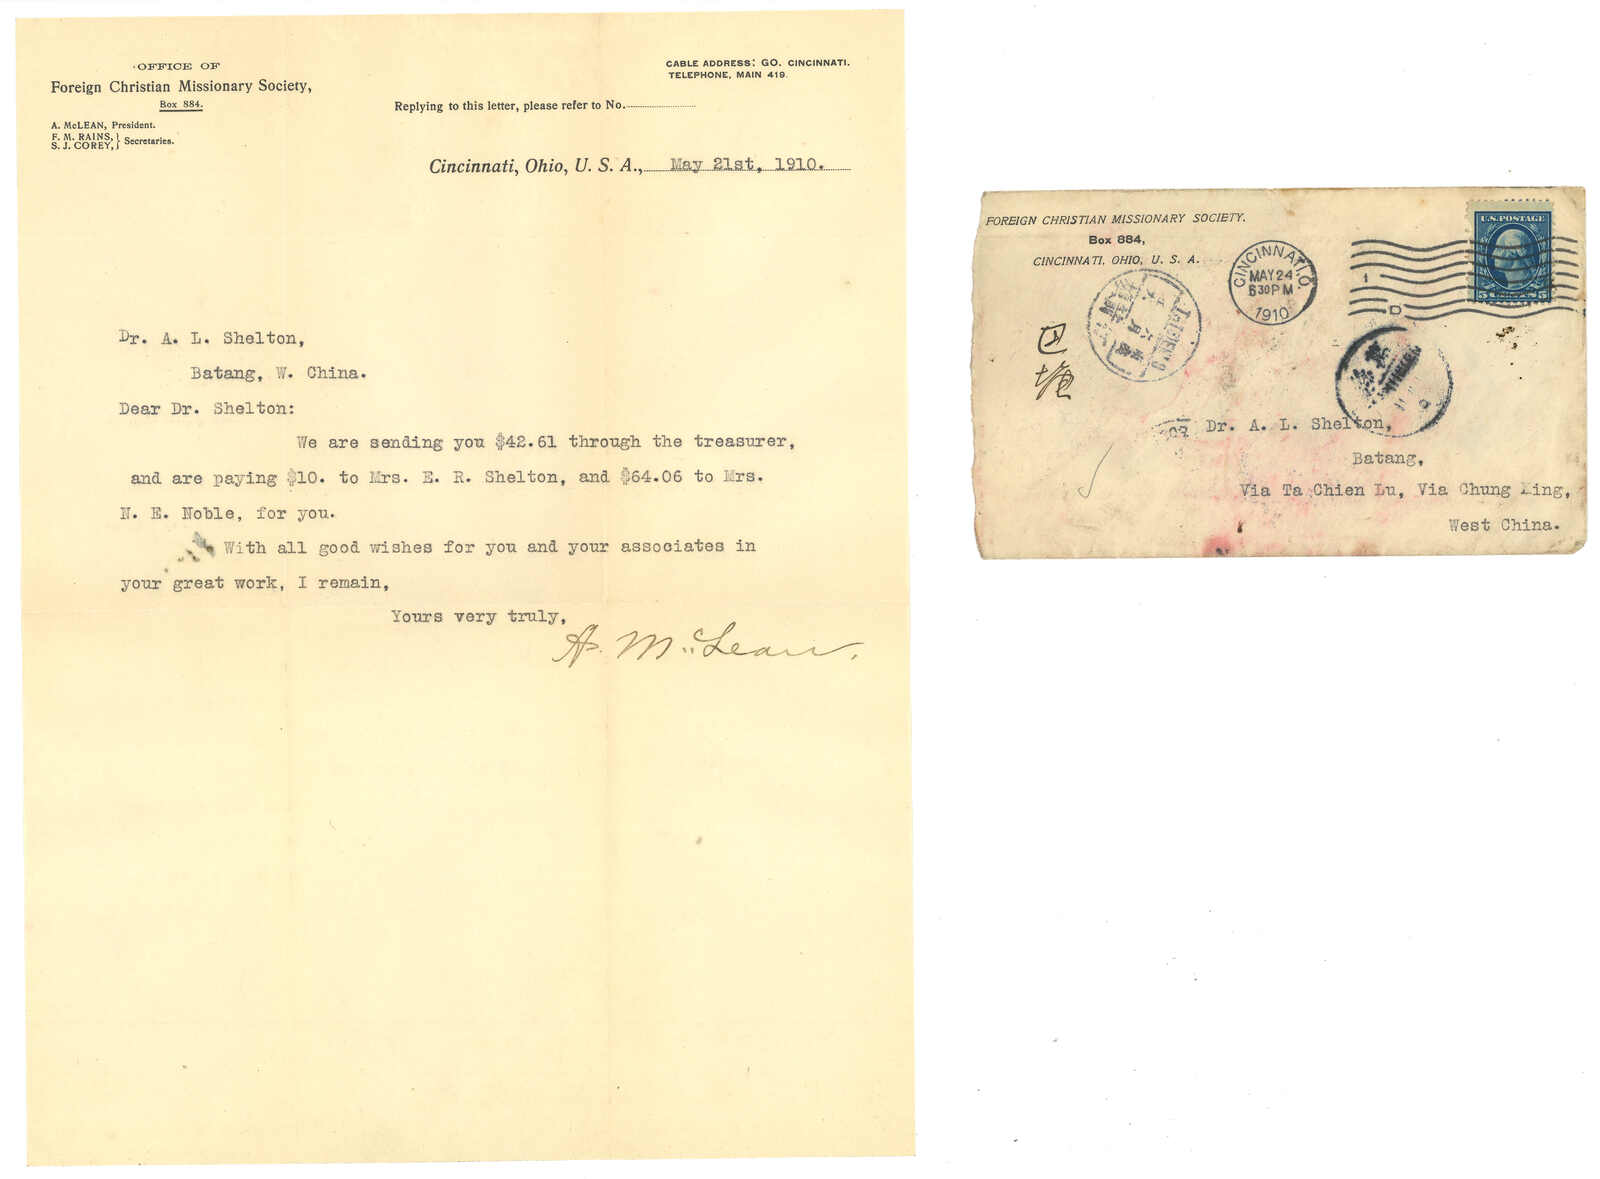 OFFICE OF
Foreign Christian Missionary Society,
Box 884.
A. McLEAN, President.
F. M. RAINS, } Secretaries.
S. J. COREY,
CABLE ADDRESS: GO. CINCINNATI.
TELEPHONE, MAIN 419.
Replying to this letter, please refer to No.
Cincinnati, Ohio, U. S. A., May 21st, 1910.
Dr. A. L. Shelton,
Batang, W. China.
Dear Dr. Shelton:
We are sending you $42.61 through the treasurer,
and are paying $10. to Mrs. E. R. Shelton, and $64.06 to Mrs.
N. E. Noble, for you.
With all good wishes for you and your associates in
your great work, I remain,
Yours very truly,
A. McLean.
FOREIGN CHRISTIAN MISSIONARY SOCIETY.
Box 884,
CINCINNATI, OHIO, U. S. A.
CINCINNATI, O.
MAY 24
630PM
1910
1
D
U.S. POSTAGE
5
5
巴
塘
Dr. A. L. Shelton,
Batang,
Via Ta Chien Lu, Via Chung King,
West China.